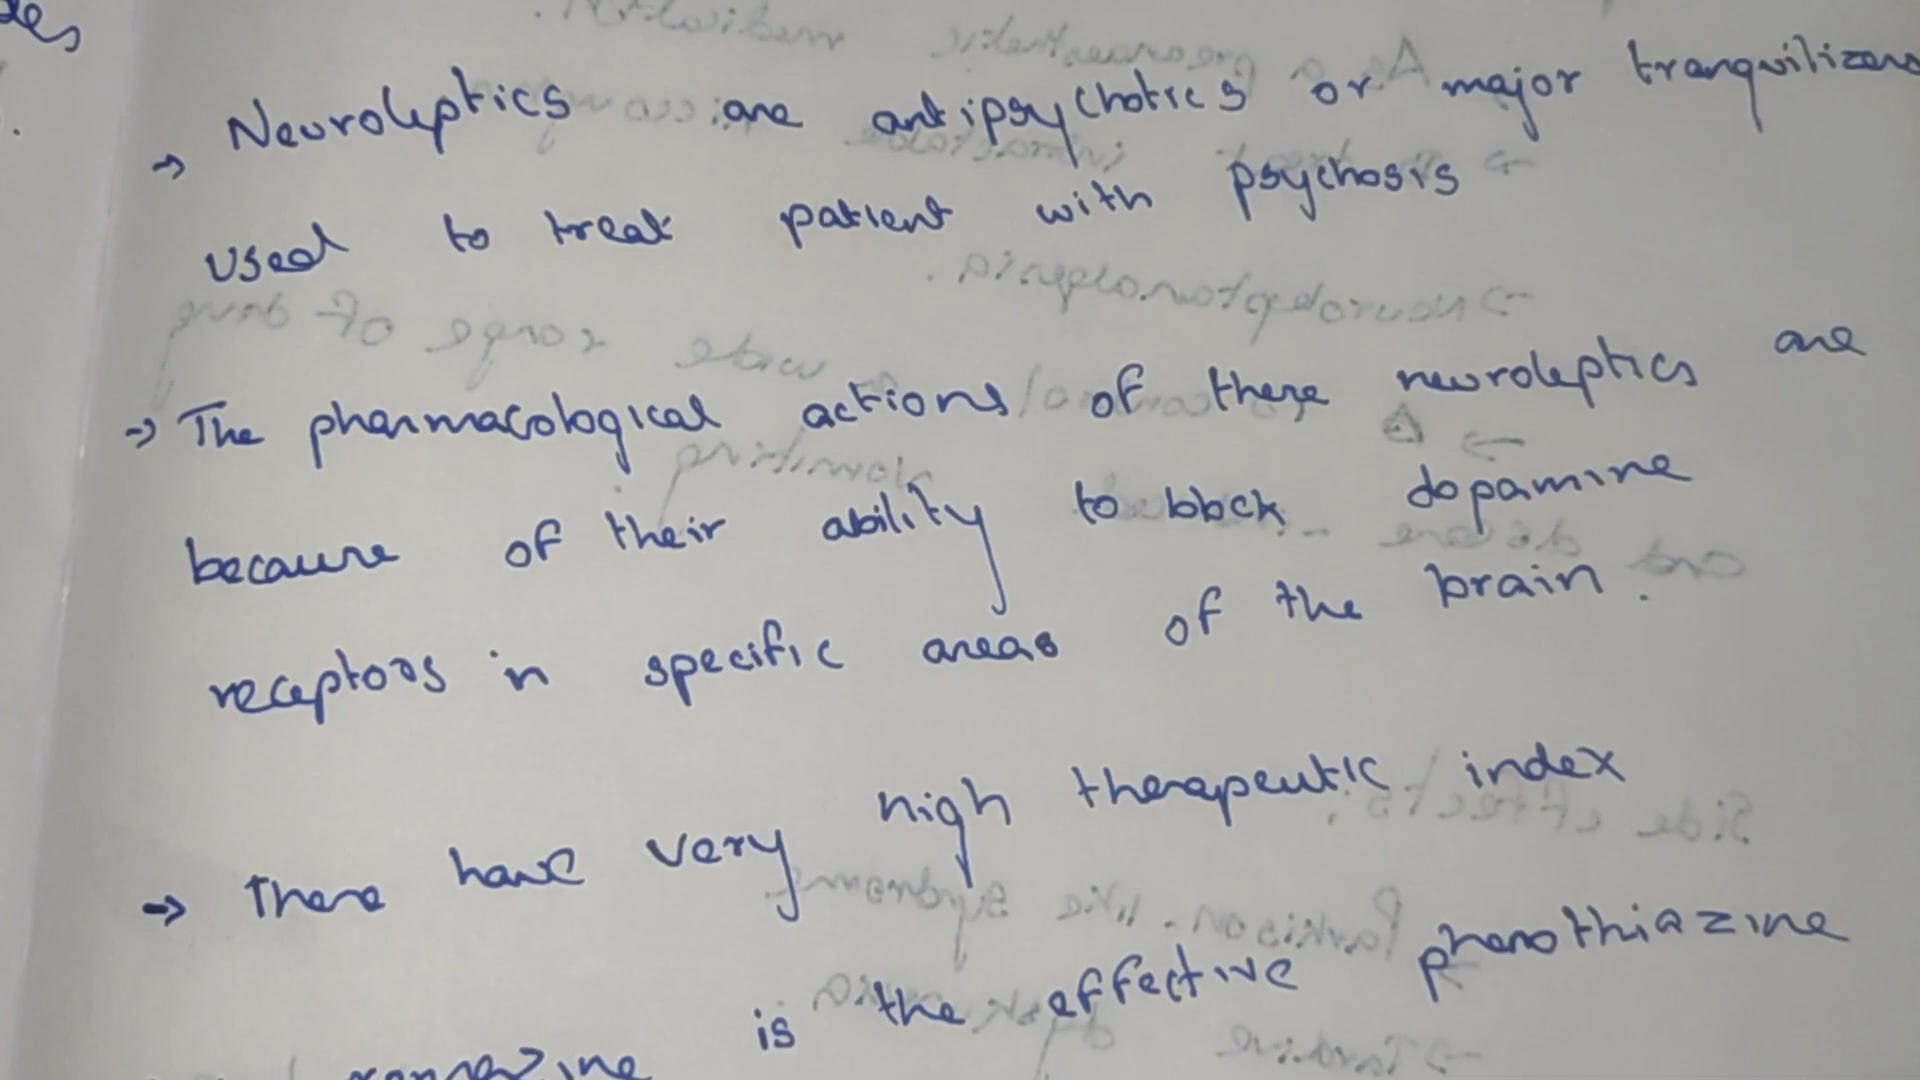 → Neuroleptics are antipsychotics or major tranquilizers
used to treat patient with psychosis
→ The pharmacological actions of these neuroleptics are
because of their ability to block dopamine
receptors in specific areas of the brain.
→ These have very high therapeutic index
is the effective phenothiazine